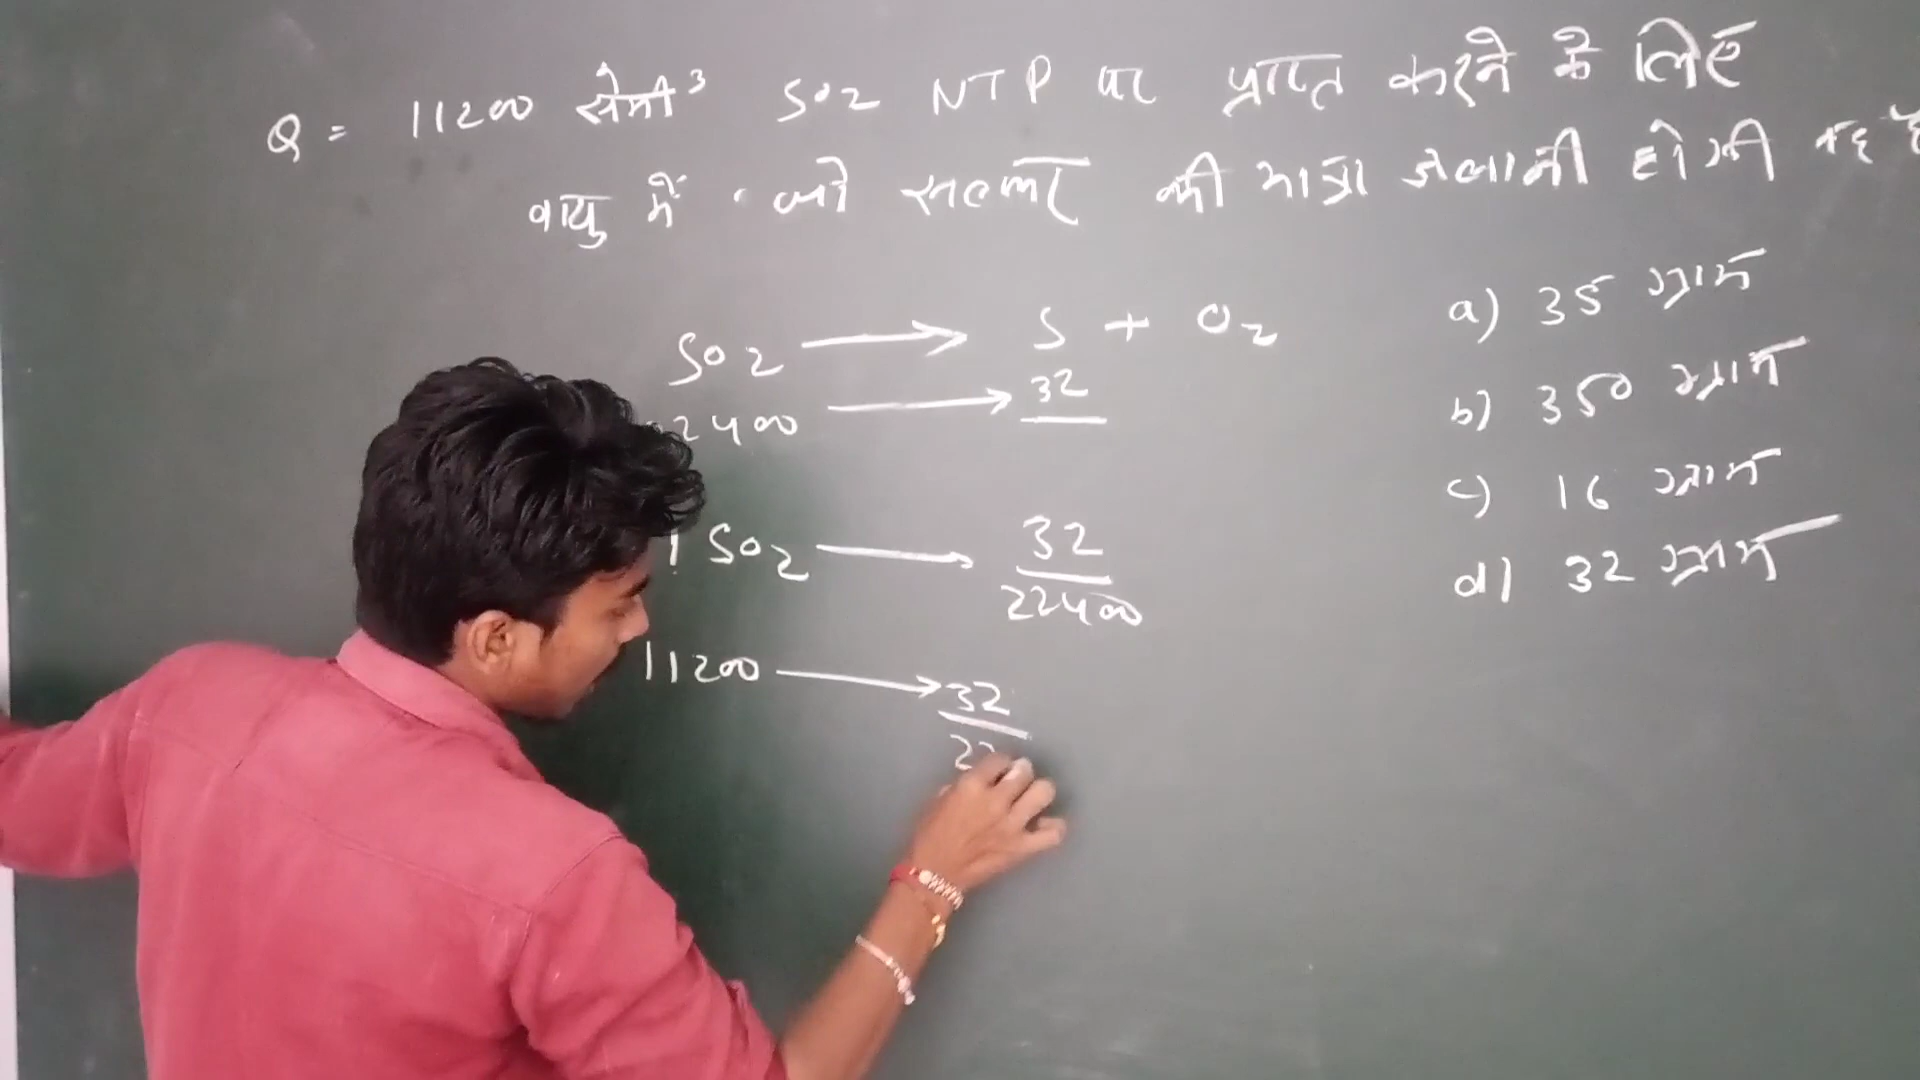 Q = 11200 सेमी³ SO2 NTP पर प्राप्त करने के लिए
वायु में जो सल्फर की मात्रा जलानी होगी वह है
SO2 → S + O2
22400 → 32
1 SO2 → 32
22400
11200 → 32
22
a) 35 ग्राम
b) 350 ग्राम
c) 16 ग्राम
d) 32 ग्राम